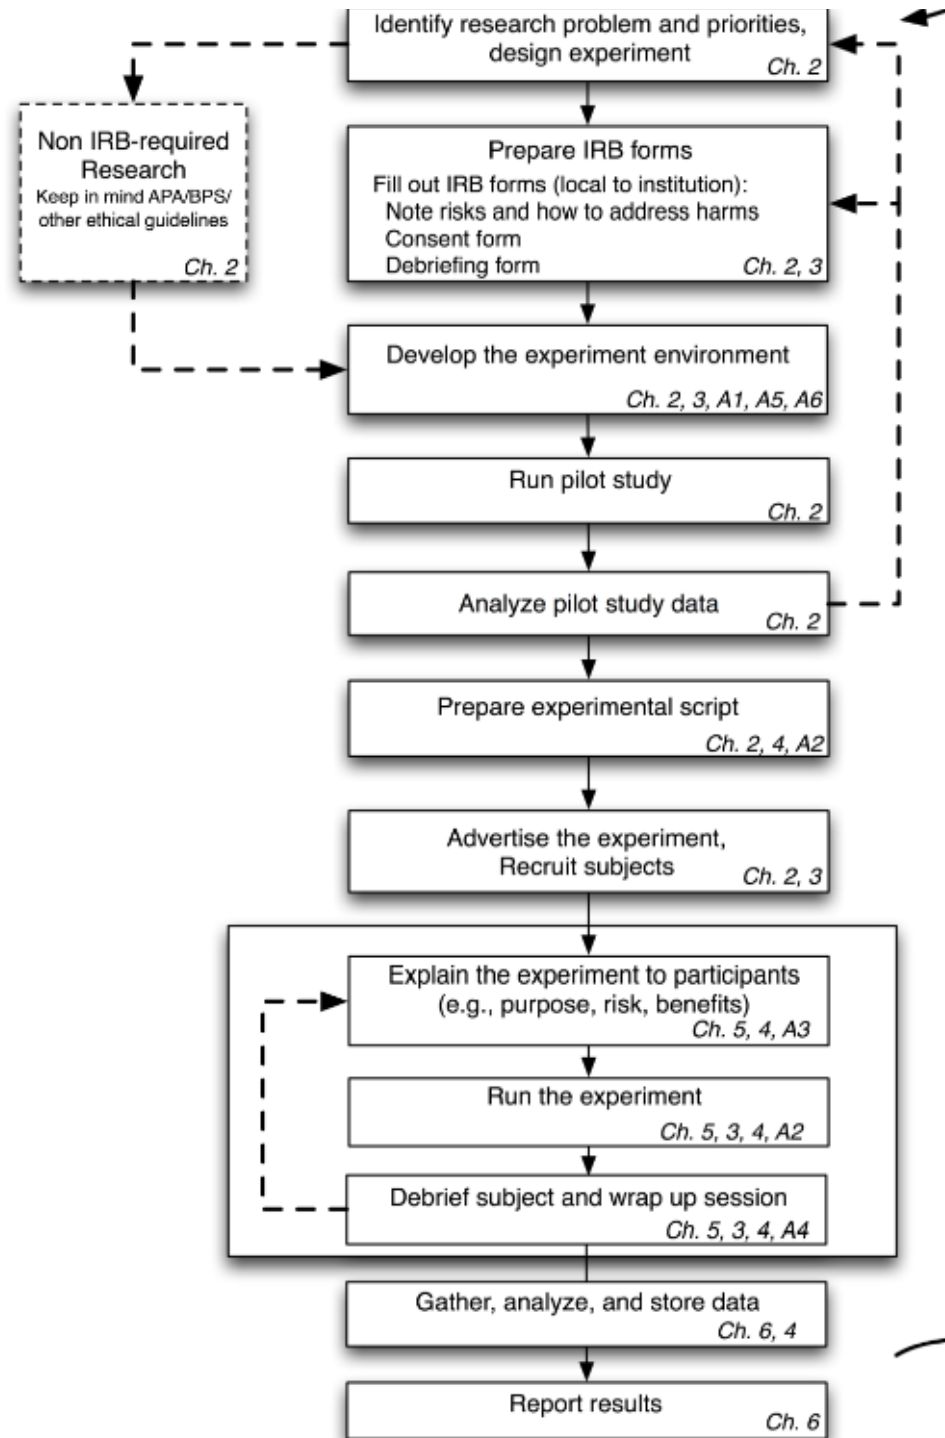 Identify research problem and priorities,
design experiment
Ch. 2
Non IRB-required
Research
Keep in mind APA/BPS/
other ethical guidelines
Ch. 2
Prepare IRB forms
Fill out IRB forms (local to institution):
Note risks and how to address harms
Consent form
Debriefing form
Ch. 2, 3
Develop the experiment environment
Ch. 2, 3, A1, A5, A6
Run pilot study
Ch. 2
Analyze pilot study data
Ch. 2
Prepare experimental script
Ch. 2, 4, A2
Advertise the experiment,
Recruit subjects
Ch. 2, 3
Explain the experiment to participants
(e.g., purpose, risk, benefits)
Ch. 5, 4, A3
Run the experiment
Ch. 5, 3, 4, A2
Debrief subject and wrap up session
Ch. 5, 3, 4, A4
Gather, analyze, and store data
Ch. 6, 4
Report results
Ch. 6